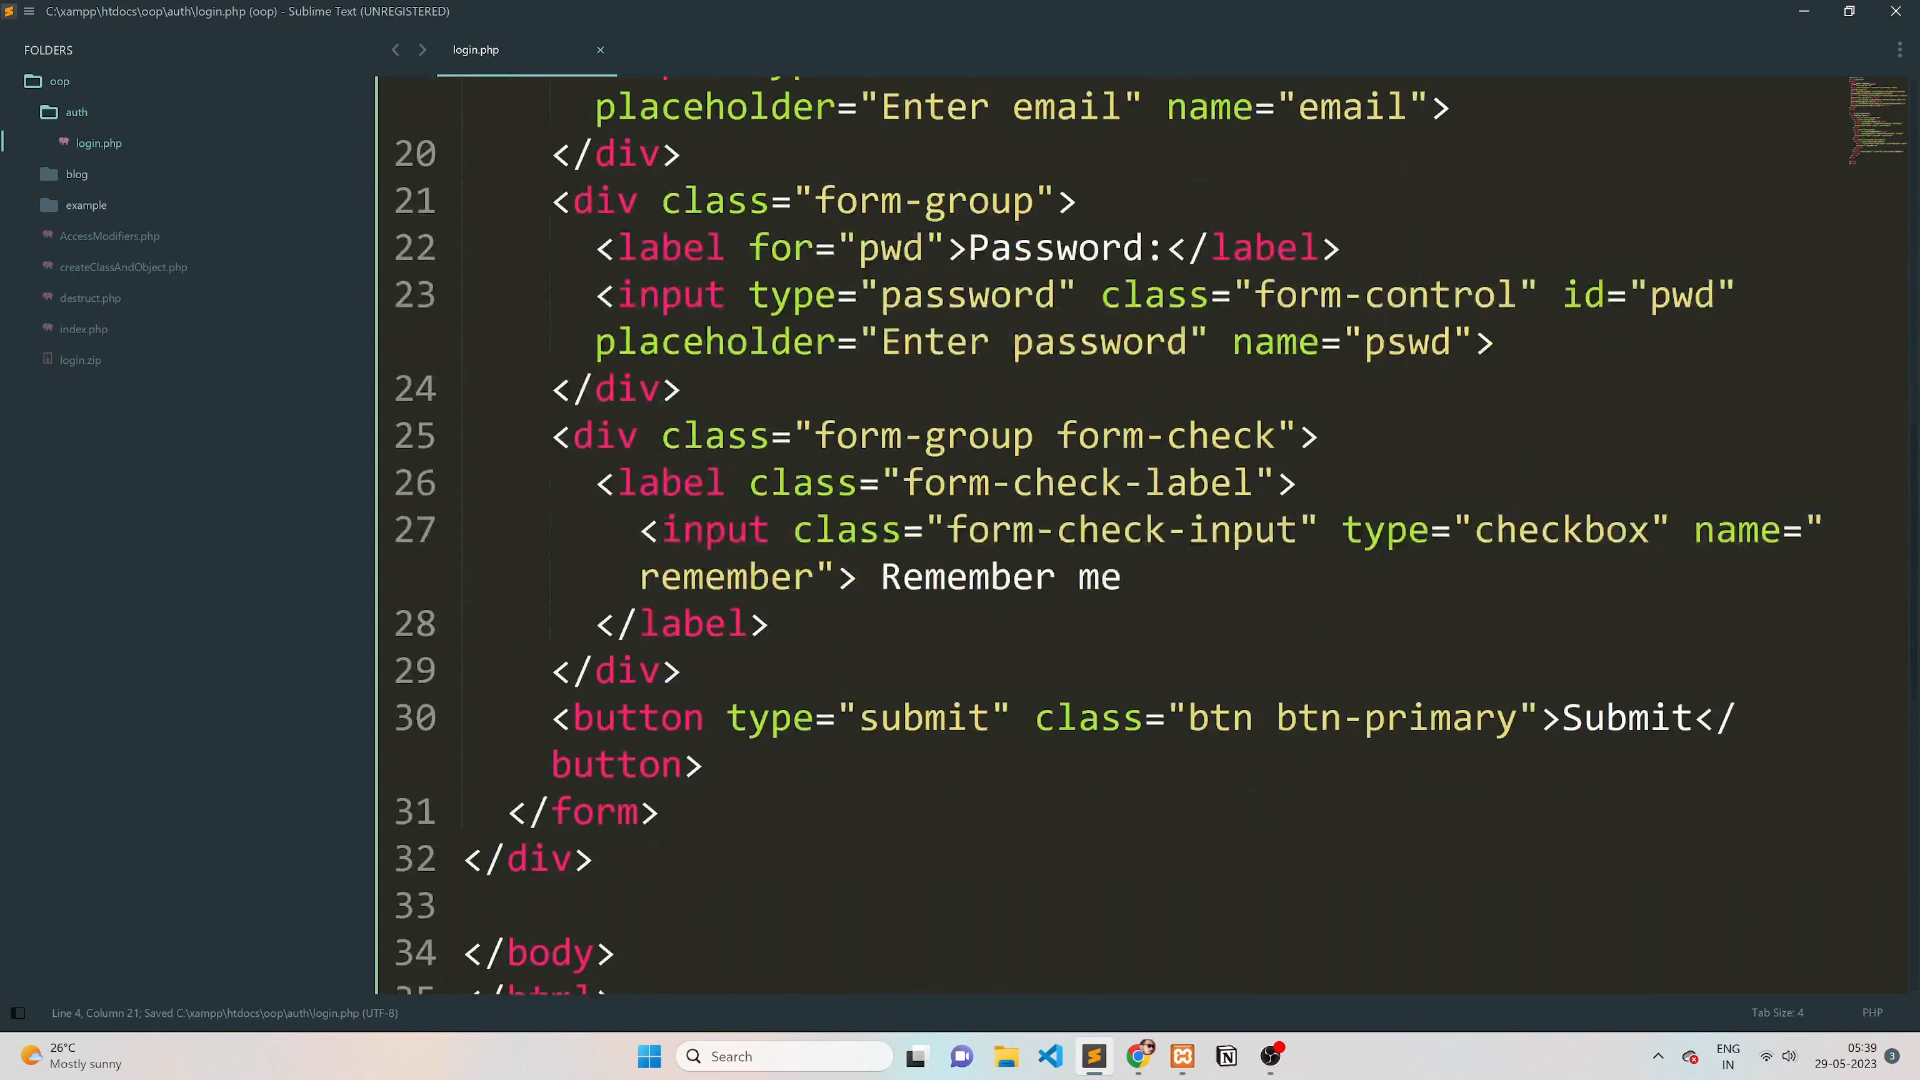 C:\xampp\htdocs\oop\auth\login.php (oop) - Sublime Text (UNREGISTERED)
FOLDERS
oop
auth
login.php
blog
example
AccessModifiers.php
createClassAndObject.php
destruct.php
index.php
login.zip
login.php
placeholder="Enter email" name="email">
20 </div>
21 <div class="form-group">
22 <label for="pwd">Password:</label>
23 <input type="password" class="form-control" id="pwd"
placeholder="Enter password" name="pswd">
24 </div>
25 <div class="form-group form-check">
26 <label class="form-check-label">
27 <input class="form-check-input" type="checkbox" name="
remember"> Remember me
28 </label>
29 </div>
30 <button type="submit" class="btn btn-primary">Submit</
button>
31 </form>
32 </div>
33
34 </body>
35 </html>
Line 4, Column 21; Saved C:\xampp\htdocs\oop\auth\login.php (UTF-8)
Tab Size: 4
PHP
26°C
Mostly sunny
Search
ENG
IN
05:39
29-05-2023
3